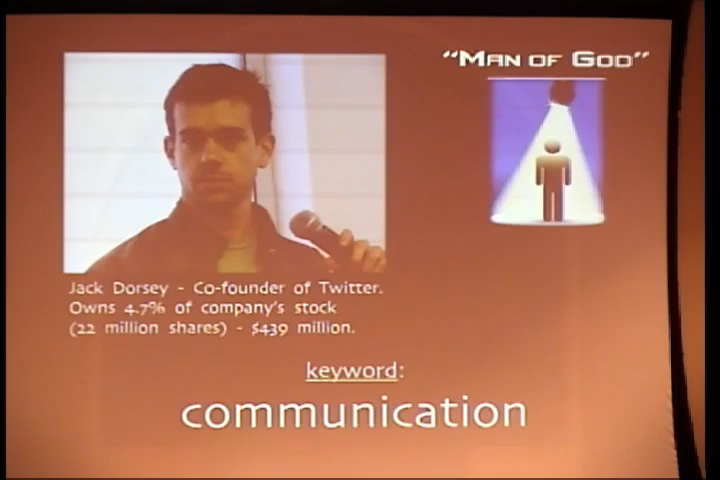 "MAN OF GOD"
Jack Dorsey - Co-founder of Twitter.
Owns 4.7% of company's stock
(22 million shares) - $439 million.
keyword:
communication